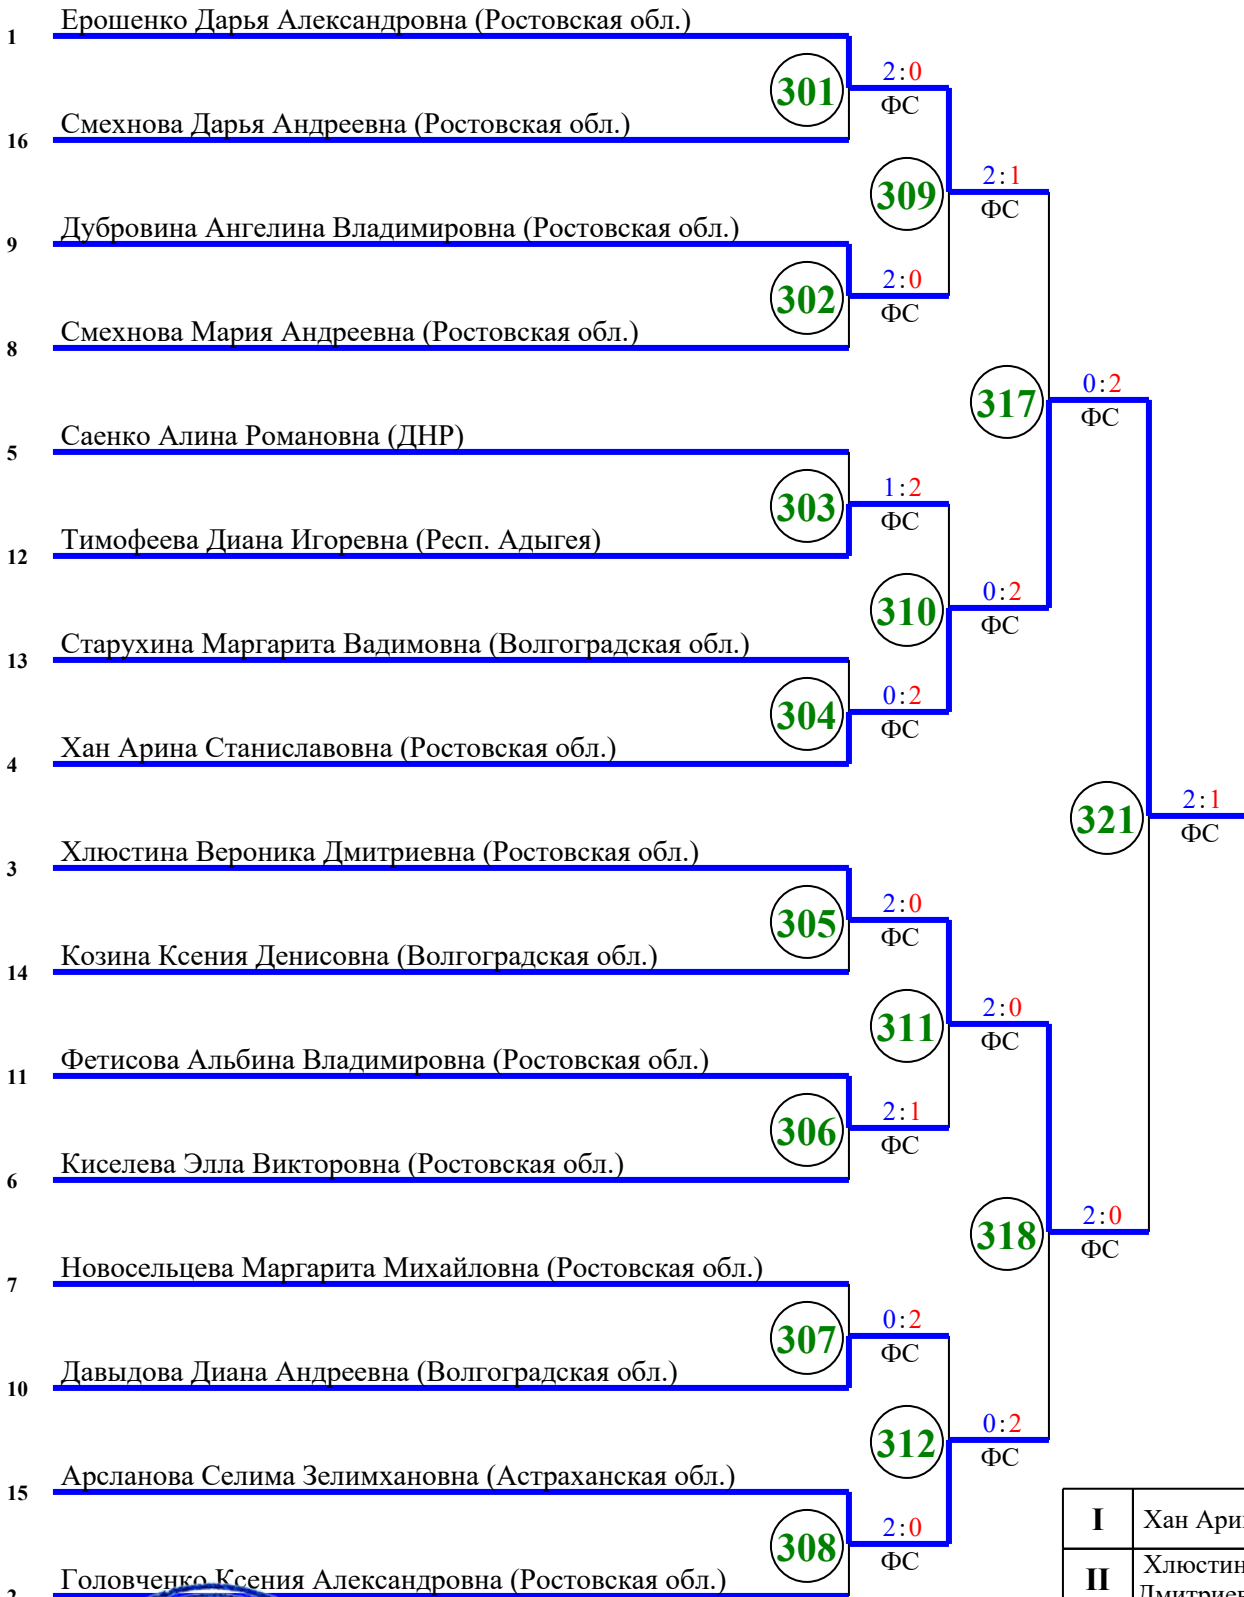 Ерошенко Дарья Александровна (Ростовская обл.)
1
2:0
301
ФС
Смехнова Дарья Андреевна (Ростовская обл.)
16
2:1
309
ФС
Дубровина Ангелина Владимировна (Ростовская обл.)
9
2:0
302
ФС
Смехнова Мария Андреевна (Ростовская обл.)
8
0:2
317
ФС
Саенко Алина Романовна (ДНР)
5
1:2
303
ФС
Тимофеева Диана Игоревна (Респ. Адыгея)
12
0:2
310
ФС
Старухина Маргарита Вадимовна (Волгоградская обл.)
13
0:2
304
Хан Арина Станиславовна (Ростовская обл.)
ФС
4
2:1
321
ФС
Хлюстина Вероника Дмитриевна (Ростовская обл.)
3
2:0
305
ФС
Козина Ксения Денисовна (Волгоградская обл.)
14
2:0
311
ФС
Фетисова Альбина Владимировна (Ростовская обл.)
11
2:1
306
ФС
Киселева Элла Викторовна (Ростовская обл.)
6
2:0
318
ФС
Новосельцева Маргарита Михайловна (Ростовская обл.)
7
0:2
307
ФС
Давыдова Диана Андреевна (Волгоградская обл.)
10
0:2
312
ФС
Арсланова Селима Зелимхановна (Астраханская обл.)
15
2:0
308
ФС
I Хан
Головченко Ксения Александровна (Ростовская обл.)
II